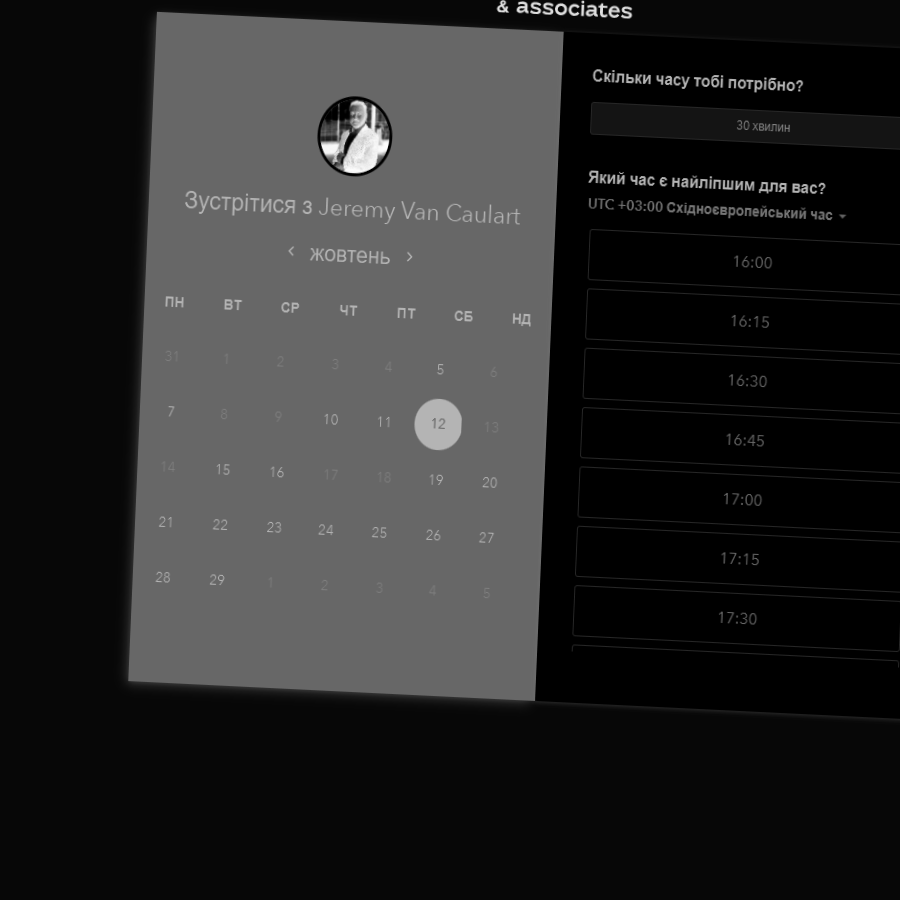 & associates
Зустрітися з Jeremy Van Caulart
жовтень
ПН ВТ СР ЧТ ПТ СБ НД
31 1 2 3 4 5 6
7 8 9 10 11 12 13
14 15 16 17 18 19 20
21 22 23 24 25 26 27
28 29 1 2 3 4 5
Скільки часу тобі потрібно?
30 хвилин
Який час є найліпшим для вас?
UTC +03:00 Східноєвропейський час
16:00
16:15
16:30
16:45
17:00
17:15
17:30